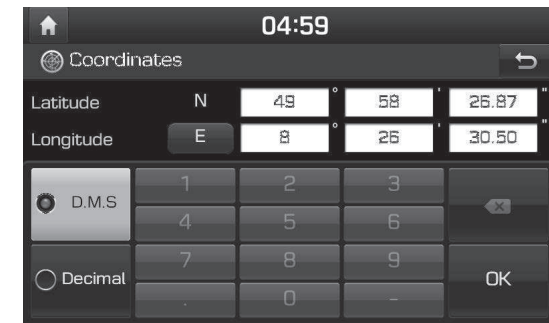 04:59
Coordinates
Latitude N 49 ° 58 ' 26.87 "
Longitude E 8 ° 26 ' 30.50 "
D.M.S 1 2 3
4 5 6
Decimal 7 8 9 OK
. 0 -